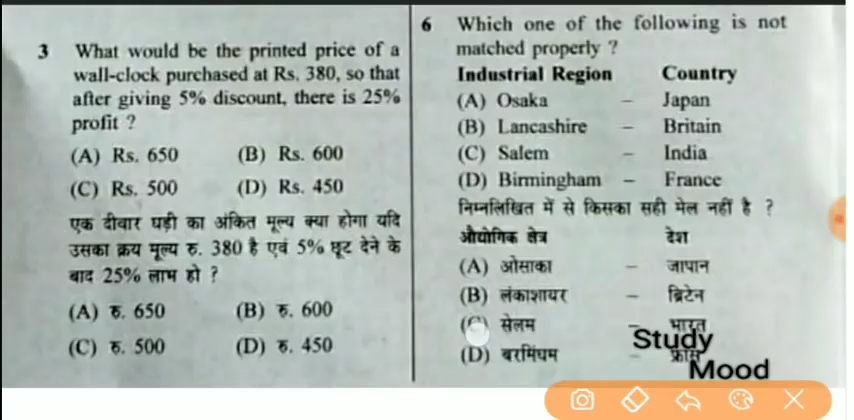 3 What would be the printed price of a
wall-clock purchased at Rs. 380, so that
after giving 5% discount, there is 25%
profit ?
(A) Rs. 650 (B) Rs. 600
(C) Rs. 500 (D) Rs. 450
एक दीवार घड़ी का अंकित मूल्य क्या होगा यदि
उसका क्रय मूल्य रु. 380 है एवं 5% छूट देने के
बाद 25% लाभ हो ?
(A) रु. 650 (B) रु. 600
(C) रु. 500 (D) रु. 450
6 Which one of the following is not
matched properly ?
Industrial Region Country
(A) Osaka – Japan
(B) Lancashire – Britain
(C) Salem – India
(D) Birmingham – France
निम्नलिखित में से किसका सही मेल नहीं है ?
औद्योगिक क्षेत्र देश
(A) ओसाका – जापान
(B) लंकाशायर – ब्रिटेन
(C) सेलम – भारत
(D) बरमिंघम – फ्रांस
Study
Mood